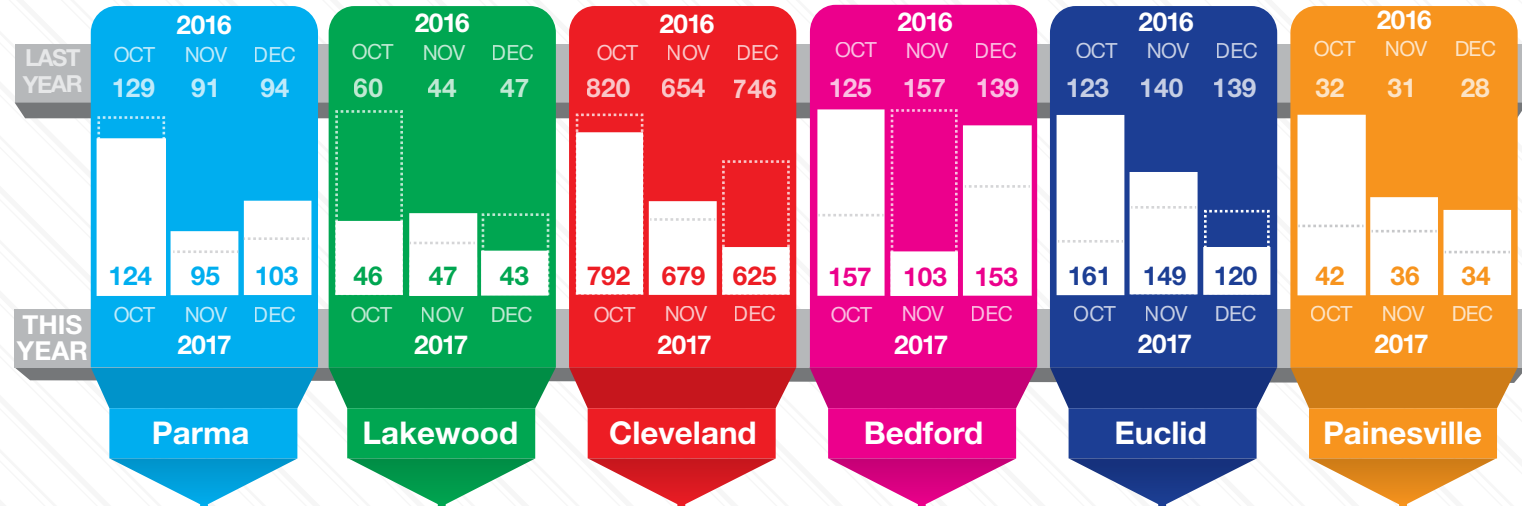 LAST
YEAR
2016
OCT NOV DEC
129 91 94
124 95 103
OCT NOV DEC
2017
Parma
2016
OCT NOV DEC
60 44 47
46 47 43
OCT NOV DEC
2017
Lakewood
2016
OCT NOV DEC
820 654 746
792 679 625
OCT NOV DEC
2017
Cleveland
2016
OCT NOV DEC
125 157 139
157 103 153
OCT NOV DEC
2017
Bedford
2016
OCT NOV DEC
123 140 139
161 149 120
OCT NOV DEC
2017
Euclid
2016
OCT NOV DEC
32 31 28
42 36 34
OCT NOV DEC
2017
Painesville
THIS
YEAR